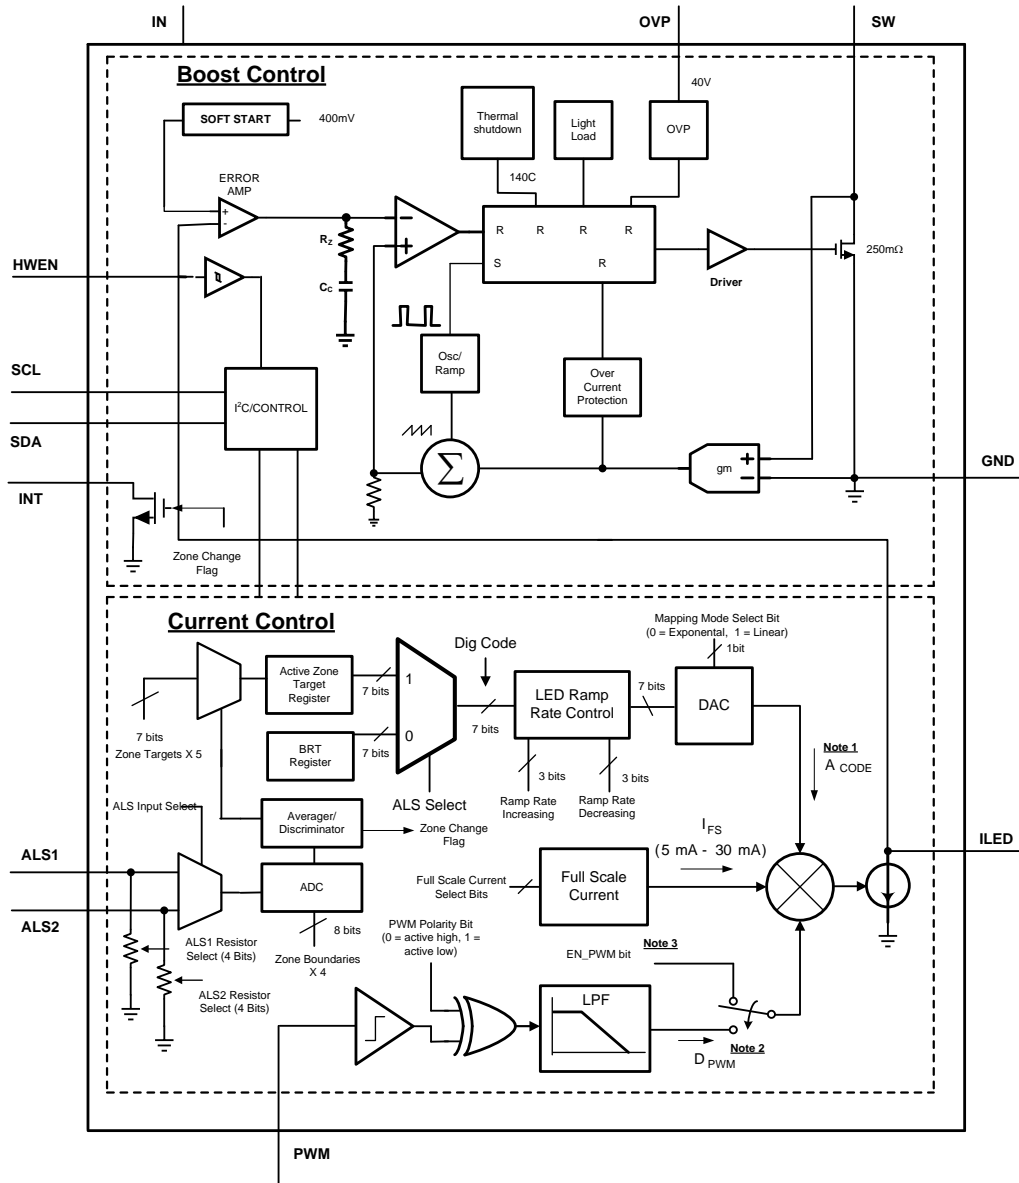 IN
OVP
SW
Boost Control
40V
SOFT START
400mV
Thermal
shutdown
Light
Load
OVP
140C
ERROR
AMP
+
-
R R R R
S
R
RZ
CC
250mΩ
Driver
HWEN
SCL
SDA
INT
I2C/CONTROL
Osc/
Ramp
Over
Current
Protection
Σ
gm
+
−
GND
Zone Change
Flag
Current Control
Mapping Mode Select Bit
(0 = Exponental, 1 = Linear)
1bit
Dig Code
Active Zone
Target
Register
7 bits
1
0
BRT
Register
7 bits
7 bits
LED Ramp
Rate Control
7 bits
DAC
7 bits
Zone Targets X 5
3 bits
3 bits
Ramp Rate
Increasing
Ramp Rate
Decreasing
Note 1
A CODE
ALS Input Select
ALS Select
Averager/
Discriminator
Zone Change
Flag
IFS
(5 mA - 30 mA)
ILED
ALS1
ALS2
ADC
8 bits
Zone Boundaries
X 4
Full Scale Current
Select Bits
Full Scale
Current
ALS1 Resistor
Select (4 Bits)
ALS2 Resistor
Select (4 Bits)
PWM Polarity Bit
(0 = active high, 1 =
active low)
Note 3
EN_PWM bit
LPF
Note 2
D PWM
PWM